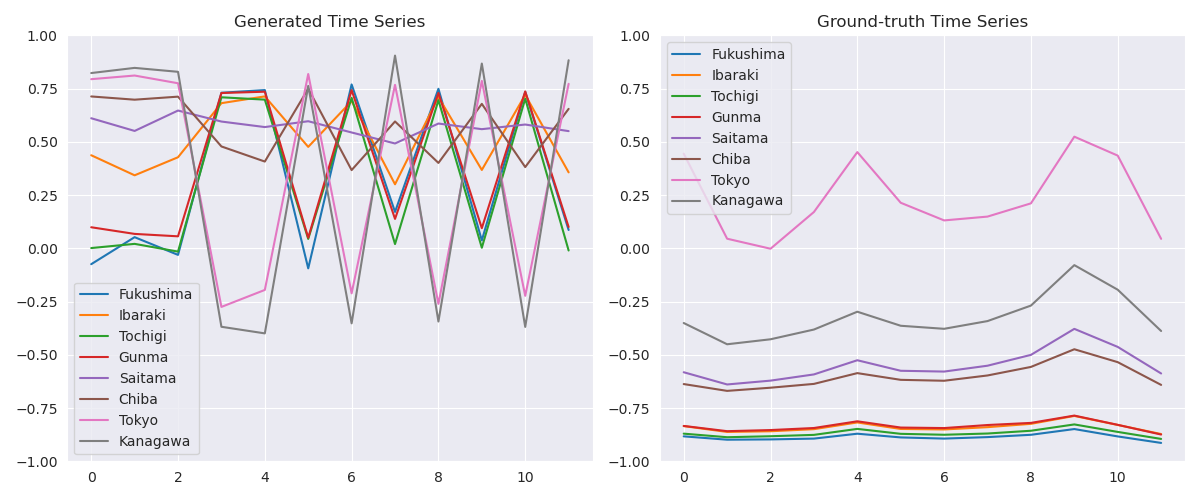 Generated Time Series
1.00
0.75
0.50
0.25
0.00
−0.25
−0.50
−0.75
−1.00
Fukushima
Ibaraki
Tochigi
Gunma
Saitama
Chiba
Tokyo
Kanagawa
0 2 4 6 8 10
Ground-truth Time Series
1.00
0.75
0.50
0.25
0.00
−0.25
−0.50
−0.75
−1.00
Fukushima
Ibaraki
Tochigi
Gunma
Saitama
Chiba
Tokyo
Kanagawa
0 2 4 6 8 10